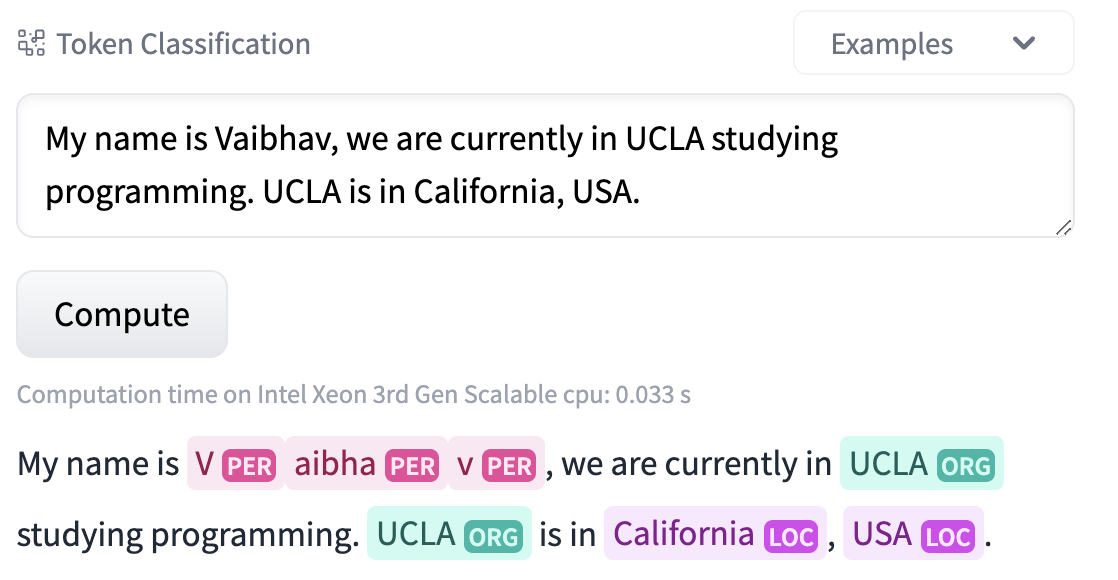 Token Classification
Examples
My name is Vaibhav, we are currently in UCLA studying
programming. UCLA is in California, USA.
Compute
Computation time on Intel Xeon 3rd Gen Scalable cpu: 0.033 s
My name is V PER aibha PER v PER , we are currently in UCLA ORG
studying programming. UCLA ORG is in California LOC , USA LOC .